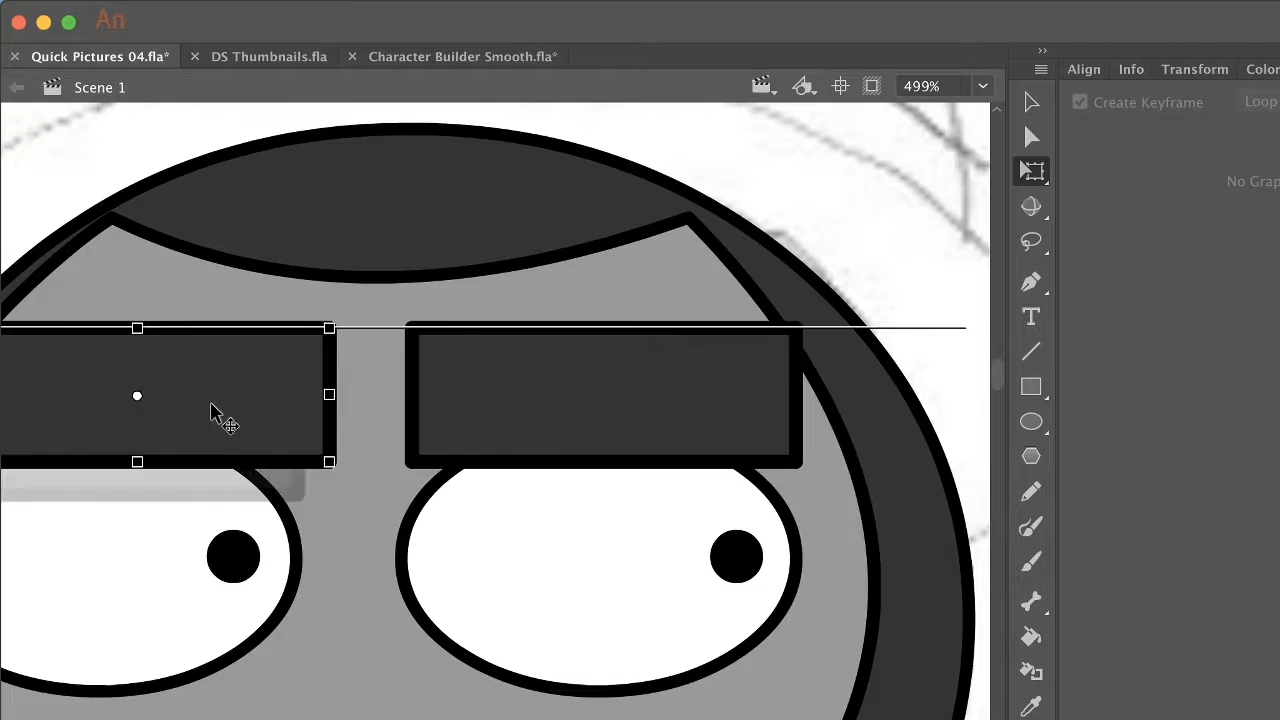 An
Quick Pictures 04.fla* DS Thumbnails.fla Character Builder Smooth.fla*
Scene 1 499%
Align Info Transform Color
Create Keyframe Loop
No Grap
T